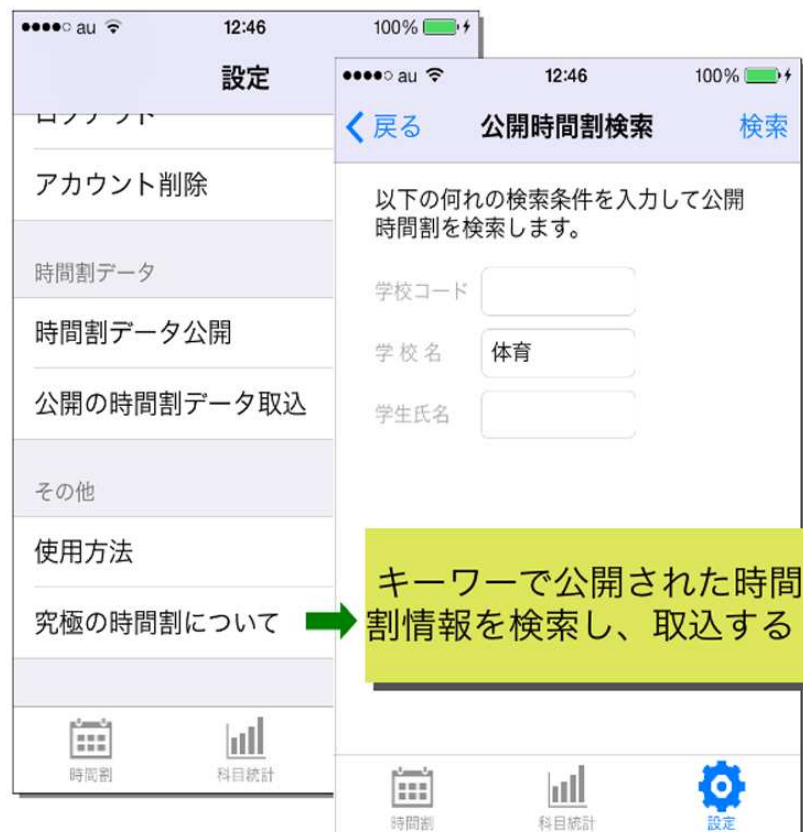 au 12:46 100%
設定
ログアウト
アカウント削除
時間割データ
時間割データ公開
公開の時間割データ取込
その他
使用方法
究極の時間割について
時間割 科目統計
au 12:46 100%
戻る 公開時間割検索 検索
以下の何れの検索条件を入力して公開
時間割を検索します。
学校コード
学校名 体育
学生氏名
キーワーで公開された時間
割情報を検索し、取込する
時間割 科目統計 設定